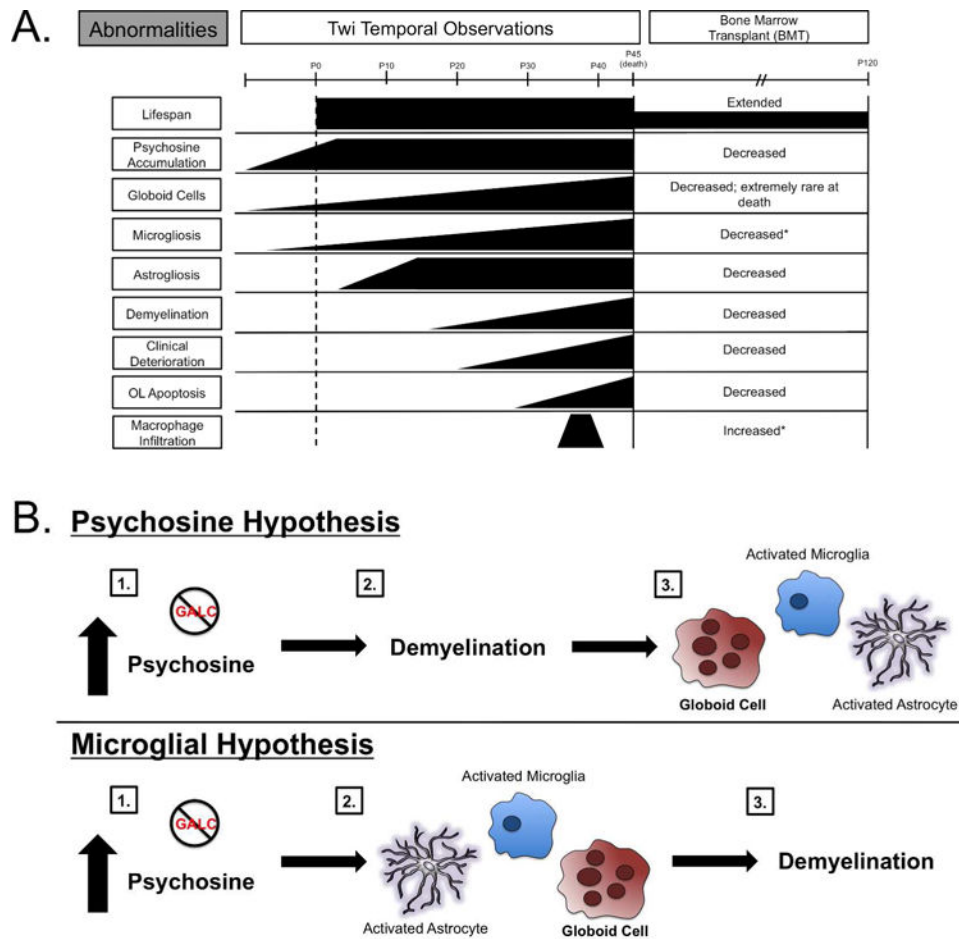 A.
Abnormalities
Twi Temporal Observations
Bone Marrow
Transplant (BMT)
P0
P10
P20
P30
P40
P45
(death)
P120
//
Lifespan
Extended
Psychosine
Accumulation
Decreased
Globoid Cells
Decreased; extremely rare at
death
Microgliosis
Decreased*
Astrogliosis
Decreased
Demyelination
Decreased
Clinical
Deterioration
Decreased
OL Apoptosis
Decreased
Macrophage
Infiltration
Increased*
B.
Psychosine Hypothesis
1.
GALC
Psychosine
2.
Demyelination
3.
Activated Microglia
Globoid Cell
Activated Astrocyte
Microglial Hypothesis
1.
GALC
Psychosine
2.
Activated Microglia
Activated Astrocyte
Globoid Cell
3.
Demyelination